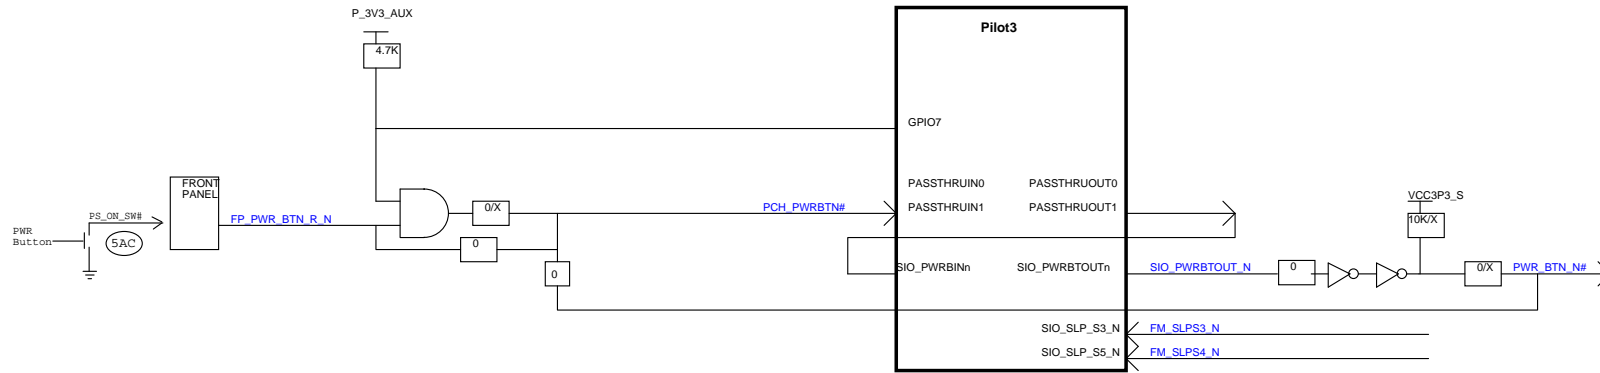 P_3V3_AUX
4.7K
Pilot3
GPIO7
FRONT
PANEL
PS_ON_SW#
PWR
Button
5AC
FP_PWR_BTN_R_N
0/X
0
0
PCH_PWRBTN#
PASSTHRUIN0
PASSTHRUOUT0
PASSTHRUIN1
PASSTHRUOUT1
VCC3P3_S
10K/X
SIO_PWRBINn
SIO_PWRBTOUTn
SIO_PWRBTOUT_N
0
0/X
PWR_BTN_N#
SIO_SLP_S3_N
FM_SLPS3_N
SIO_SLP_S5_N
FM_SLPS4_N